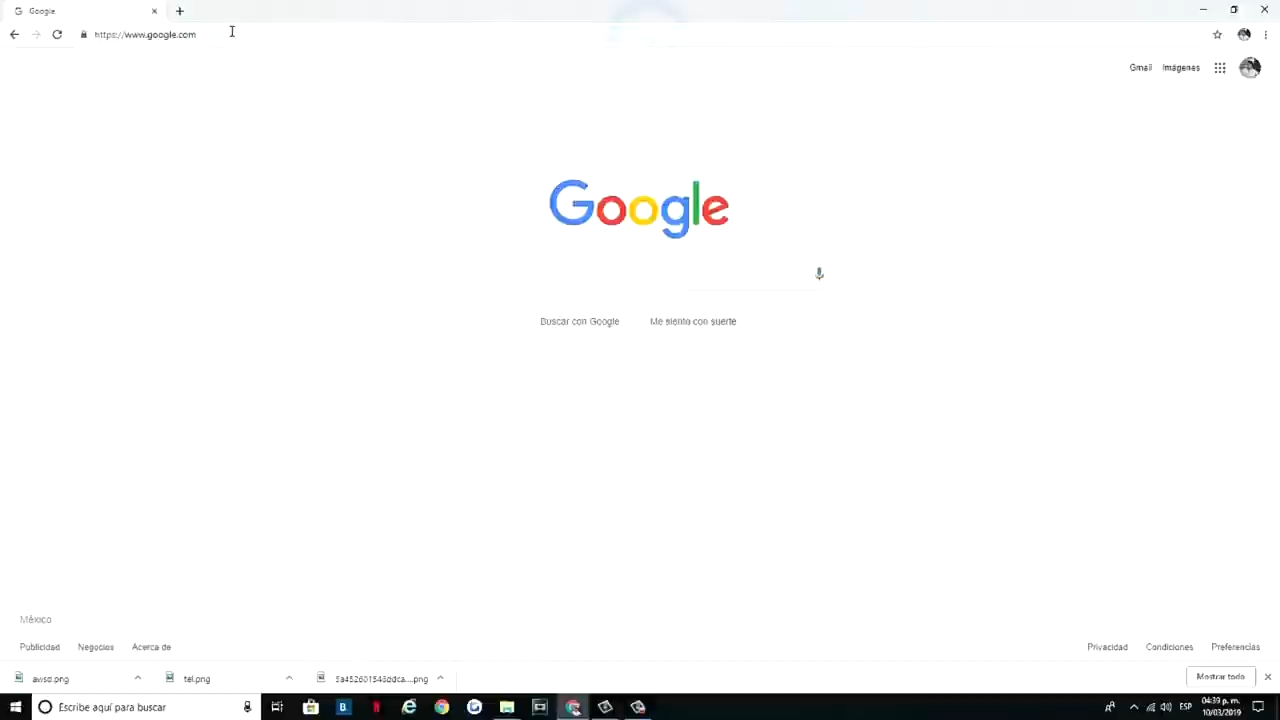 Google
https://www.google.com
Gmail Imágenes
Google
Buscar con Google Me siento con suerte
México
Publicidad Negocios Acerca de
Privacidad Condiciones Preferencias
awsd.png tel.png
Mostrar todo
Escribe aquí para buscar
ESP
04:39 p. m.
10/03/2019